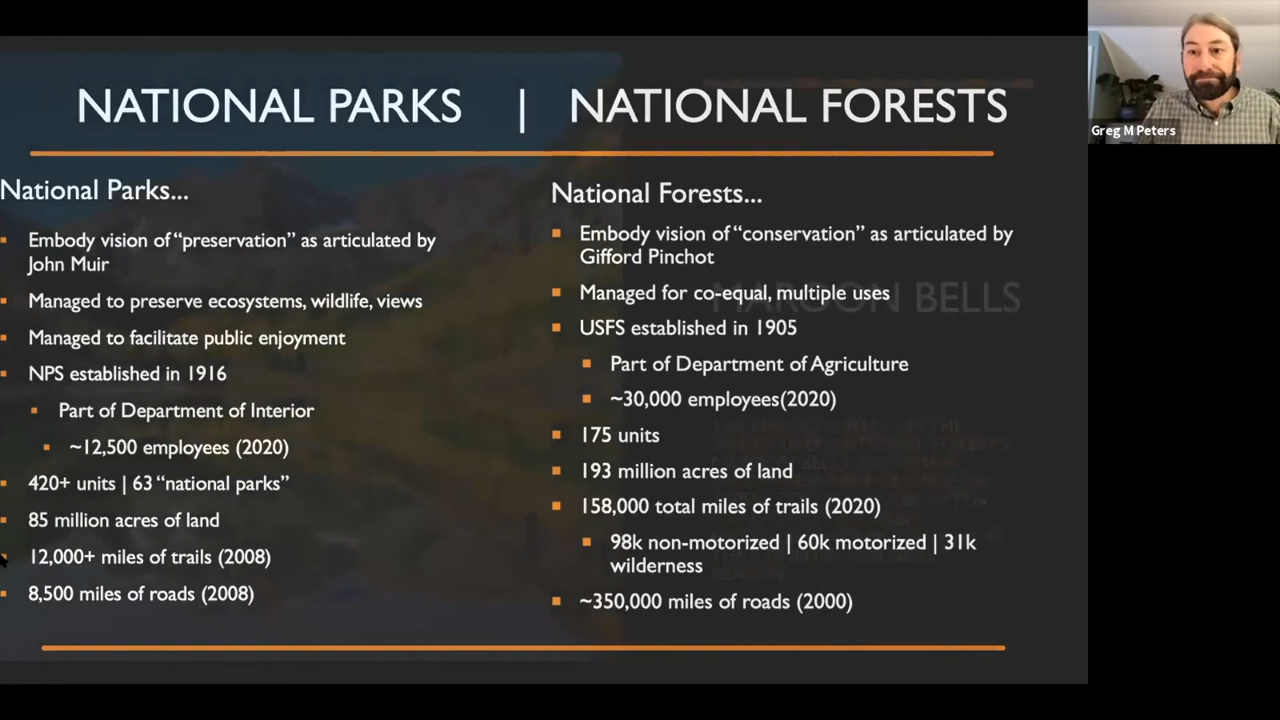 NATIONAL PARKS | NATIONAL FORESTS
National Parks...
Embody vision of “preservation” as articulated by
John Muir
Managed to preserve ecosystems, wildlife, views
Managed to facilitate public enjoyment
NPS established in 1916
Part of Department of Interior
~12,500 employees (2020)
420+ units | 63 “national parks”
85 million acres of land
12,000+ miles of trails (2008)
8,500 miles of roads (2008)
National Forests...
Embody vision of “conservation” as articulated by
Gifford Pinchot
Managed for co-equal, multiple uses
USFS established in 1905
Part of Department of Agriculture
~30,000 employees(2020)
175 units
193 million acres of land
158,000 total miles of trails (2020)
98k non-motorized | 60k motorized | 31k
wilderness
~350,000 miles of roads (2000)
MAROON BELLS
Greg M Peters